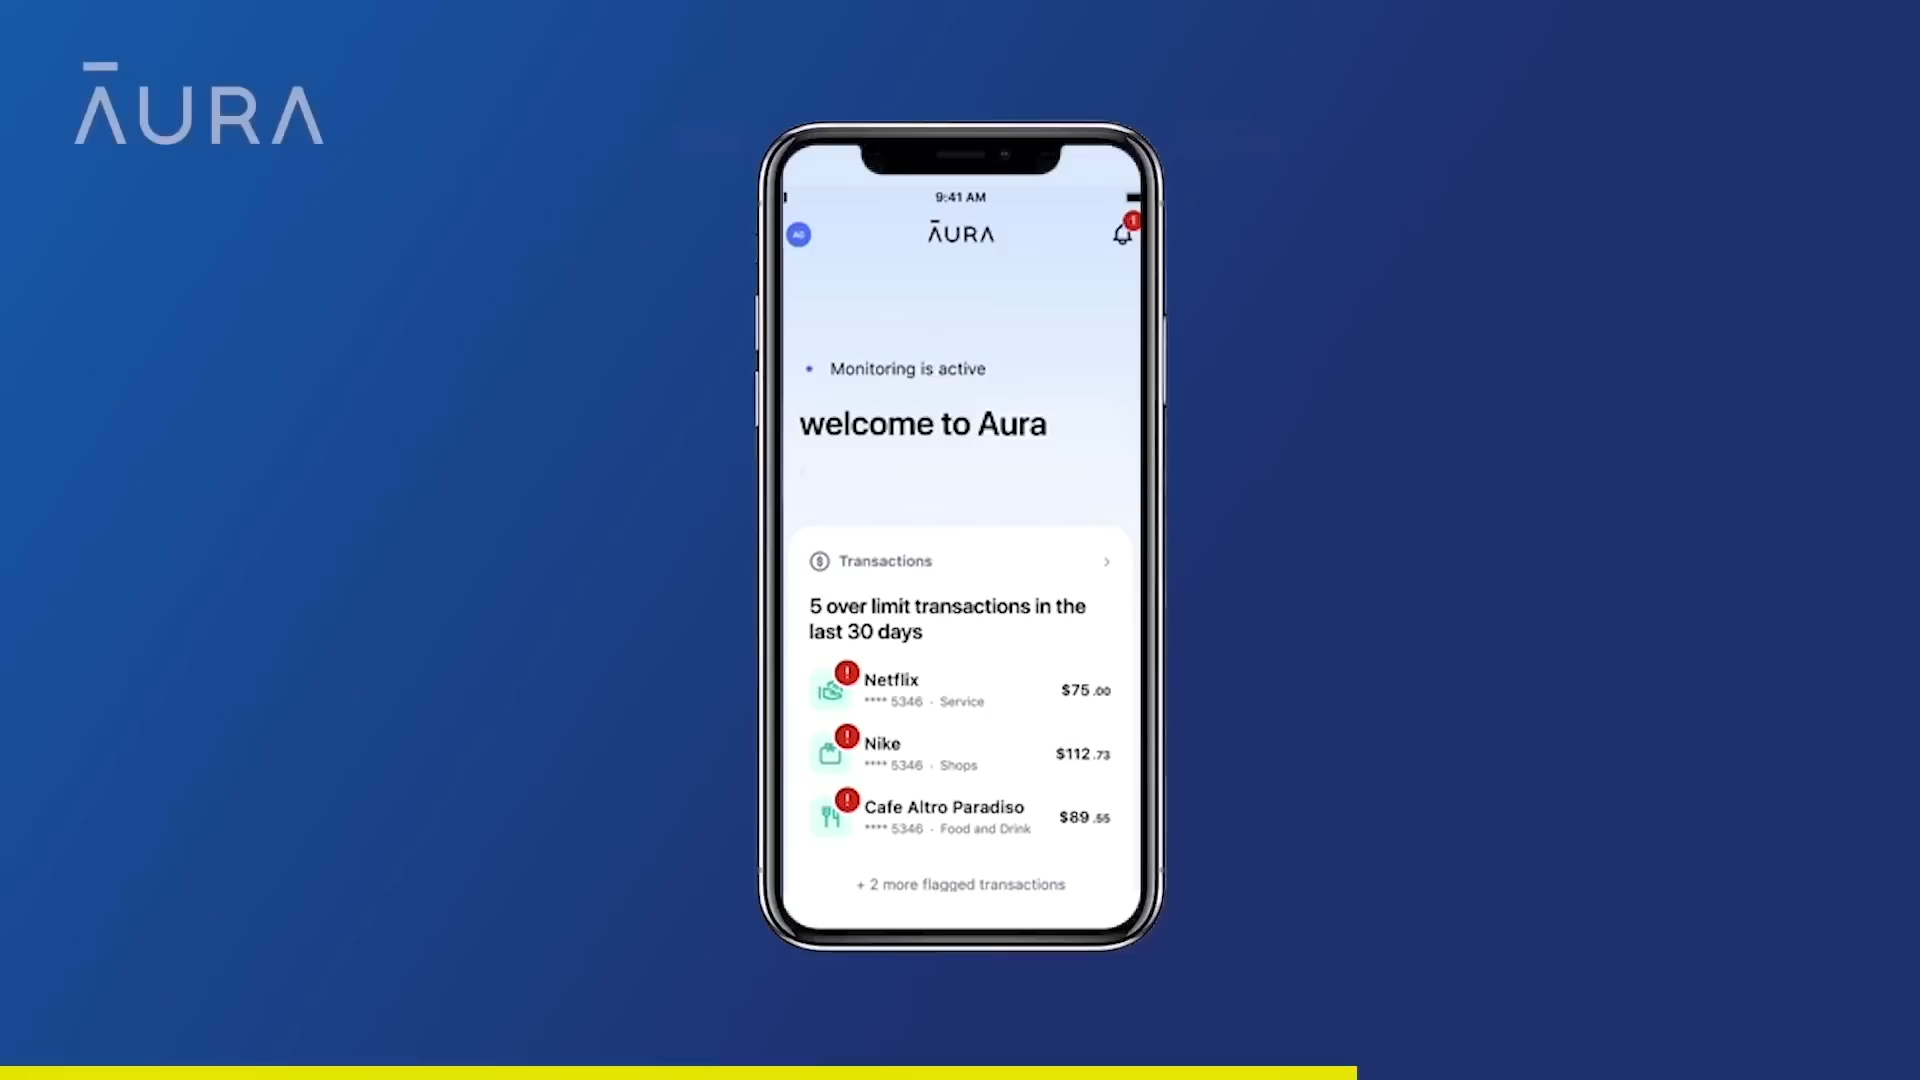 ĀURA
9:41 AM
AG
ĀURA
1
Monitoring is active
welcome to Aura
Transactions
5 over limit transactions in the
last 30 days
Netflix
**** 5346 · Service
$75.00
Nike
**** 5346 · Shops
$112.73
Cafe Altro Paradiso
**** 5346 · Food and Drink
$89.55
+ 2 more flagged transactions